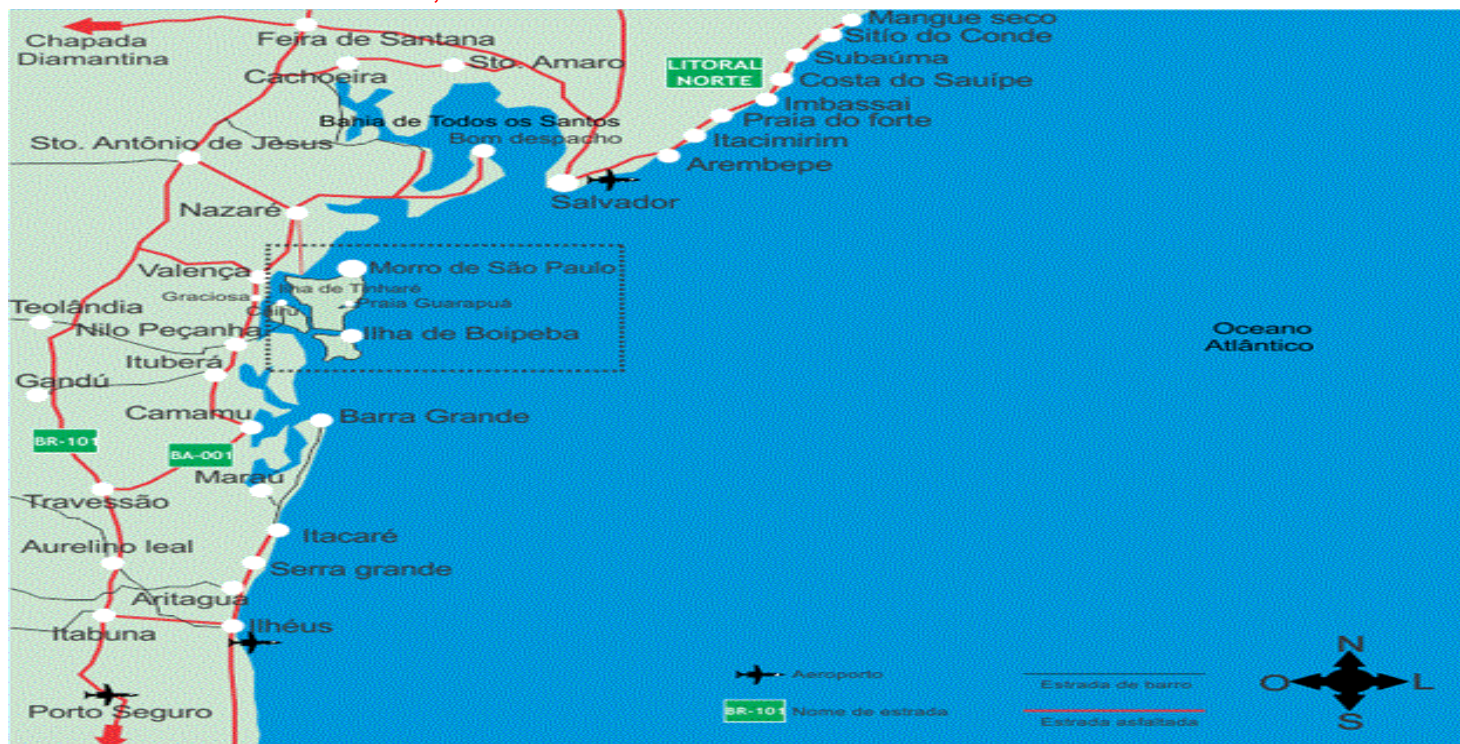 Mangue seco
Chapada
Diamantina
Feira de Santana
Sitío do Conde
Cachoeira
Sto. Amaro
LITORAL
NORTE
Subaúma
Costa do Sauípe
Imbassai
Bahia de Todos os Santos
Praia do forte
Sto. Antônio de Jesus
Bom despacho
Itacimirim
Arembepe
Salvador
Nazaré
Valença
Morro de São Paulo
Ilha de Tinharé
Graciosa
Praia Guarapuá
Teolândia
Cairú
Nilo Peçanha
Ilha de Boipeba
Oceano
Atlântico
Ituberá
Gandú
Camamu
Barra Grande
BR-101
BA-001
Marau
Travessão
Itacaré
Aurelino leal
Serra grande
Aritagua
Itabuna
Ilhéus
N
Aeroporto
Estrada de barro
O
L
Porto Seguro
BR-101
Nome de estrada
Estrada asfaltada
S